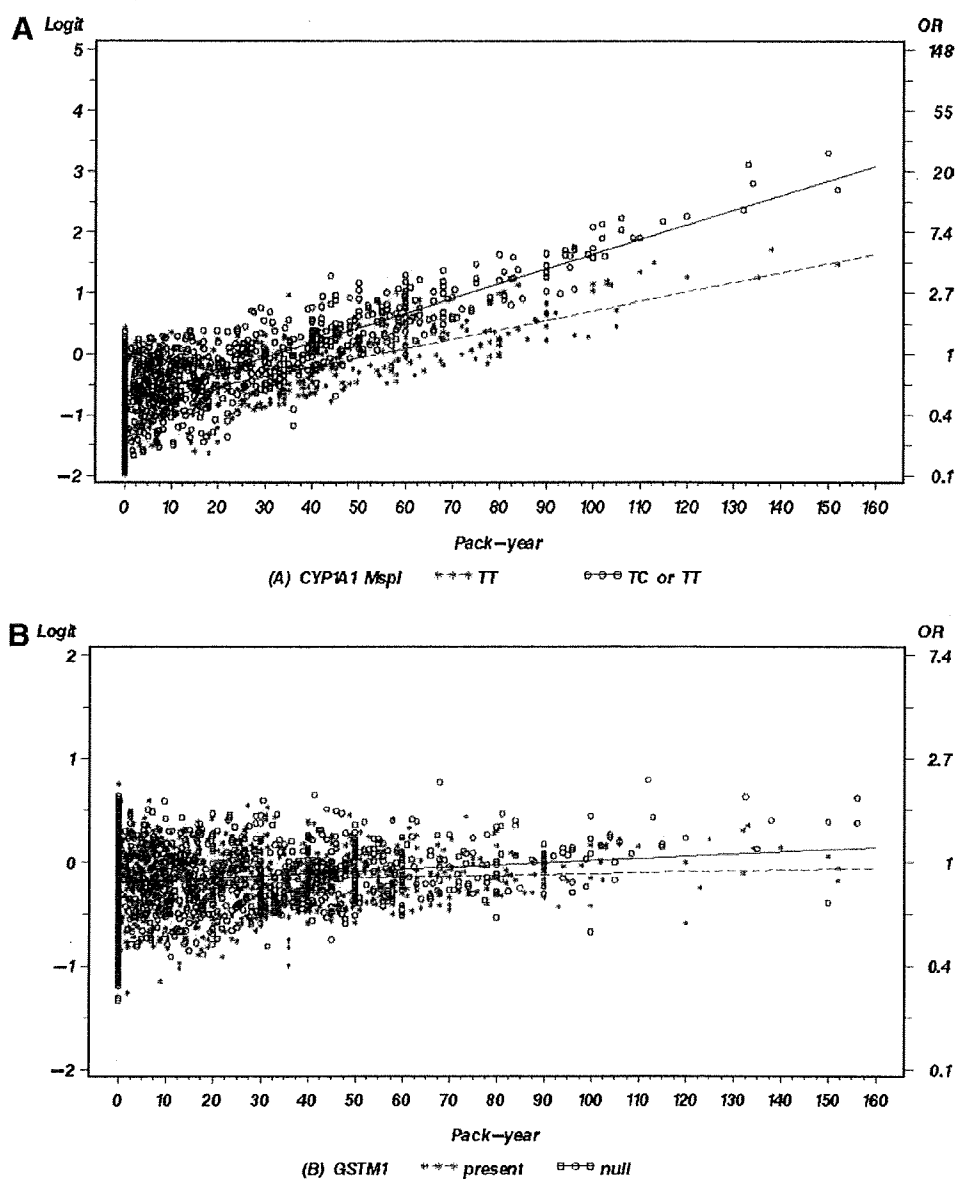 A Logit OR
5 148
4 55
3 20
2 7.4
1 2.7
0 1
−1 0.4
−2 0.1
0 10 20 30 40 50 60 70 80 90 100 110 120 130 140 150 160
Pack−year
(A) CYP1A1 MspI TT TC or TT
B Logit OR
2 7.4
1 2.7
0 1
−1 0.4
−2 0.1
0 10 20 30 40 50 60 70 80 90 100 110 120 130 140 150 160
Pack−year
(B) GSTM1 present null